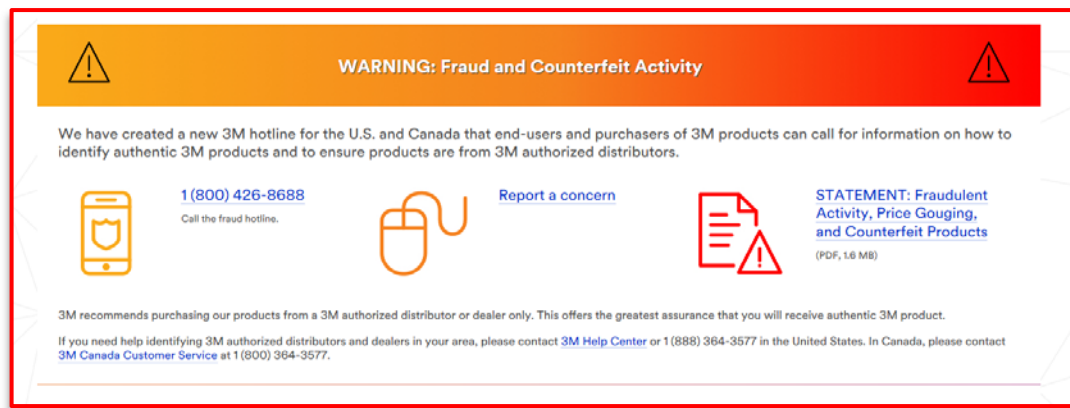 WARNING: Fraud and Counterfeit Activity
We have created a new 3M hotline for the U.S. and Canada that end-users and purchasers of 3M products can call for information on how to
identify authentic 3M products and to ensure products are from 3M authorized distributors.
1 (800) 426-8688
Call the fraud hotline.
Report a concern
STATEMENT: Fraudulent
Activity, Price Gouging,
and Counterfeit Products
(PDF, 1.6 MB)
3M recommends purchasing our products from a 3M authorized distributor or dealer only. This offers the greatest assurance that you will receive authentic 3M product.
If you need help identifying 3M authorized distributors and dealers in your area, please contact 3M Help Center or 1 (888) 364-3577 in the United States. In Canada, please contact
3M Canada Customer Service at 1 (800) 364-3577.